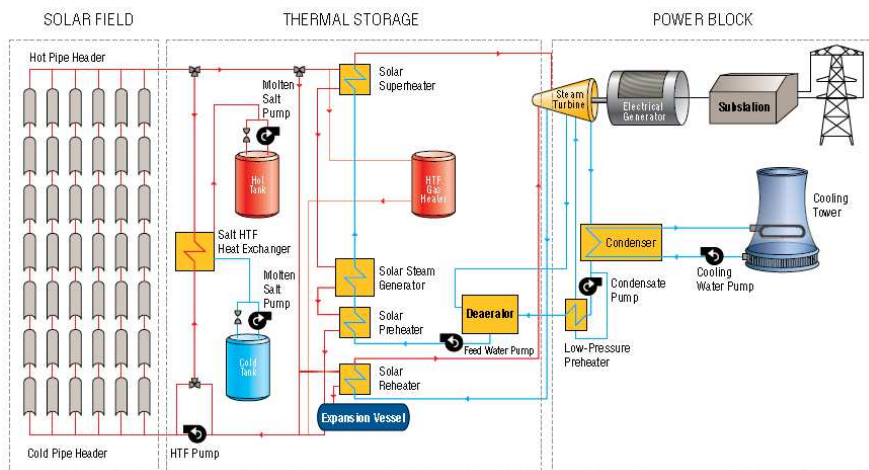 SOLAR FIELD
THERMAL STORAGE
POWER BLOCK
Hot Pipe Header
Molten
Salt
Pump
Hot
Tank
Salt HTF
Heat Exchanger
Molten
Salt
Pump
Cold
Tank
Cold Pipe Header
HTF Pump
Solar
Superheater
HTF
Gas
Heater
Solar Steam
Generator
Solar
Preheater
Solar
Reheater
Expansion Vessel
Deaerator
Feed Water Pump
Steam
Turbine
Electrical
Generator
Substation
Condenser
Cooling
Tower
Cooling
Water Pump
Condensate
Pump
Low-Pressure
Preheater